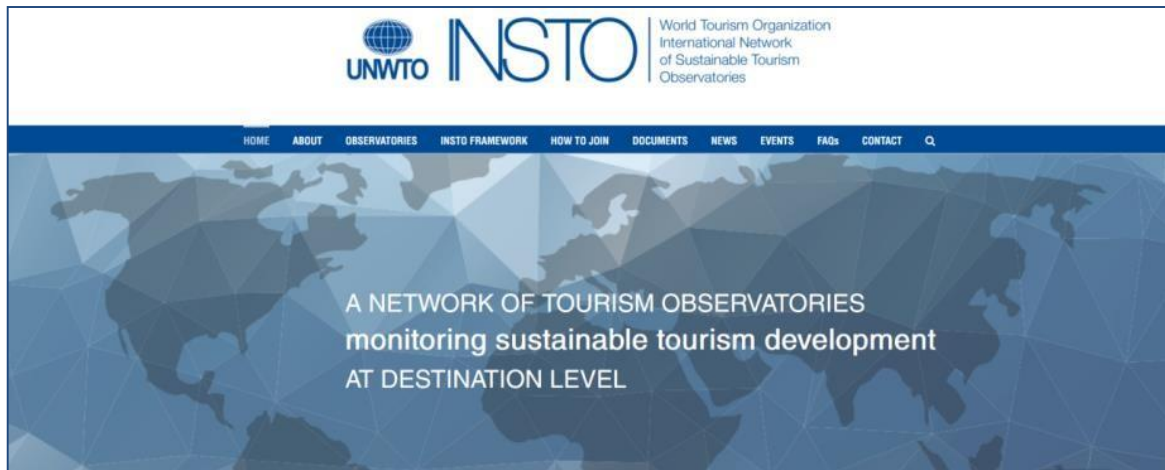 UNWTO
INSTO
World Tourism Organization
International Network
of Sustainable Tourism
Observatories
HOME ABOUT OBSERVATORIES INSTO FRAMEWORK HOW TO JOIN DOCUMENTS NEWS EVENTS FAQs CONTACT
A NETWORK OF TOURISM OBSERVATORIES
monitoring sustainable tourism development
AT DESTINATION LEVEL